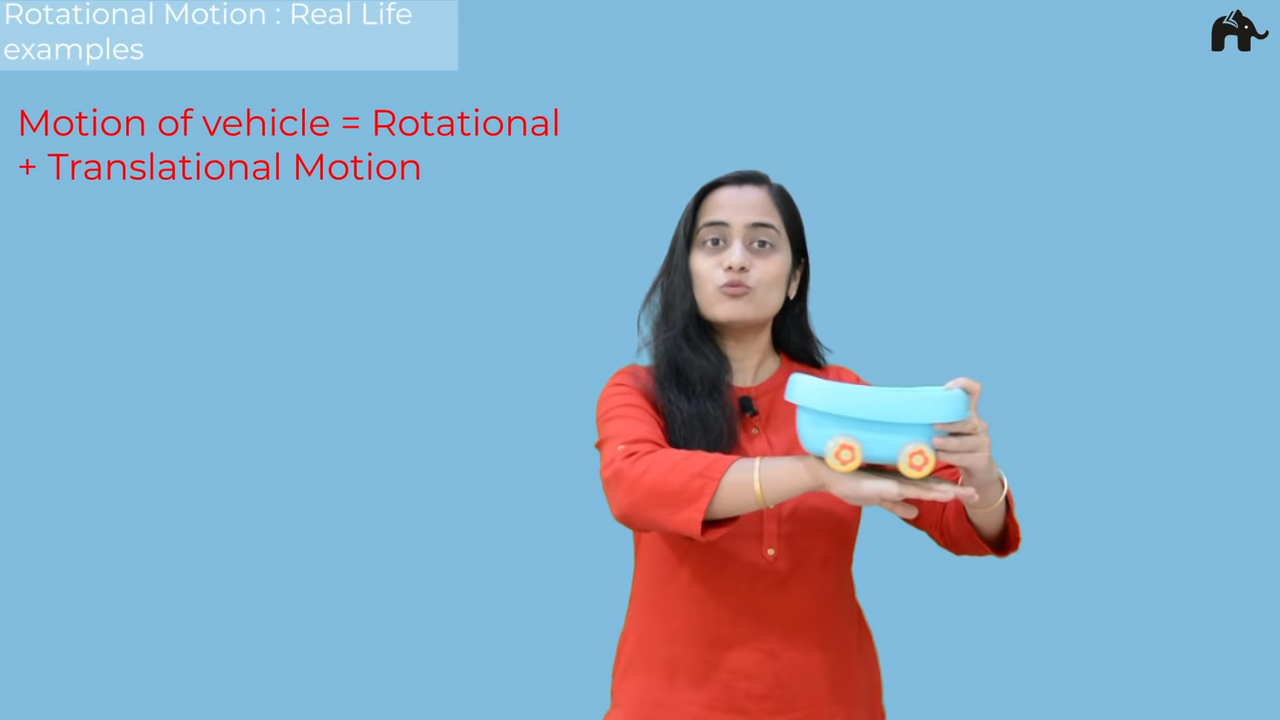 Rotational Motion : Real Life
examples
Motion of vehicle = Rotational
+ Translational Motion